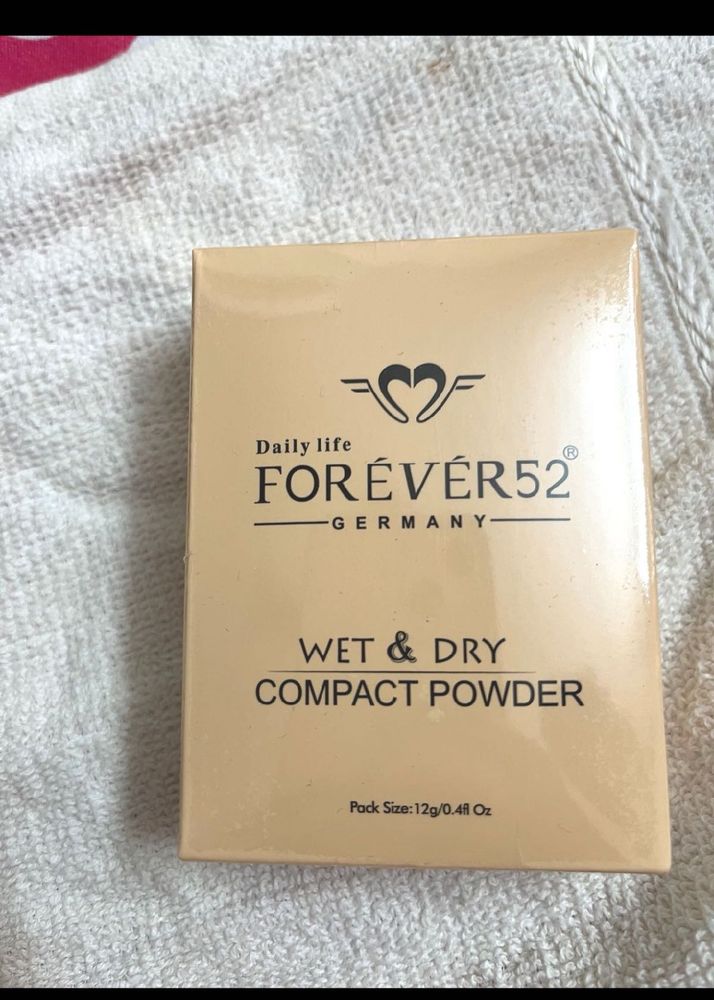 Daily life
FORÉVÉR52®
GERMANY
WET & DRY
COMPACT POWDER
Pack Size:12g/0.4fl Oz